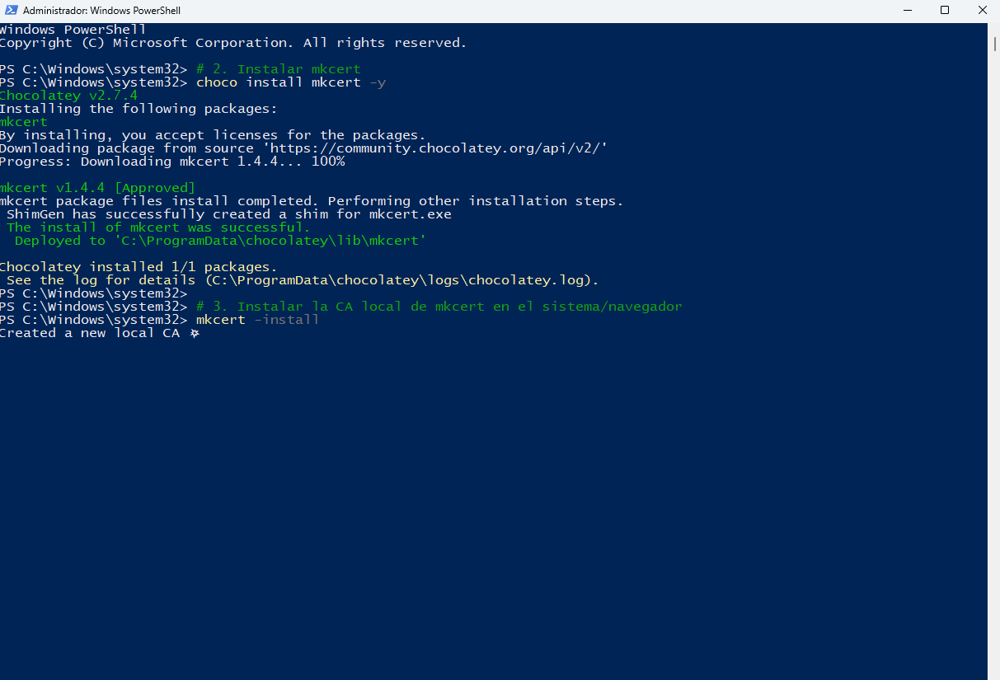 Administrador: Windows PowerShell
Windows PowerShell
Copyright (C) Microsoft Corporation. All rights reserved.
PS C:\Windows\system32> # 2. Instalar mkcert
PS C:\Windows\system32> choco install mkcert -y
Chocolatey v2.7.4
Installing the following packages:
mkcert
By installing, you accept licenses for the packages.
Downloading package from source 'https://community.chocolatey.org/api/v2/'
Progress: Downloading mkcert 1.4.4... 100%
mkcert v1.4.4 [Approved]
mkcert package files install completed. Performing other installation steps.
ShimGen has successfully created a shim for mkcert.exe
The install of mkcert was successful.
Deployed to 'C:\ProgramData\chocolatey\lib\mkcert'
Chocolatey installed 1/1 packages.
See the log for details (C:\ProgramData\chocolatey\logs\chocolatey.log).
PS C:\Windows\system32>
PS C:\Windows\system32> # 3. Instalar la CA local de mkcert en el sistema/navegador
PS C:\Windows\system32> mkcert -install
Created a new local CA 💥